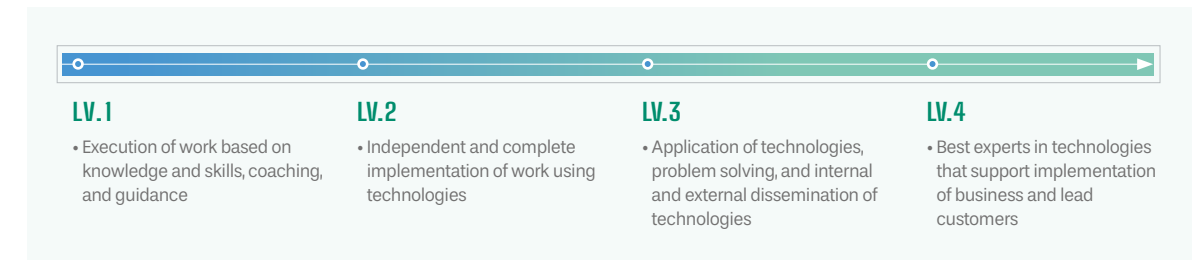 LV.1
• Execution of work based on
knowledge and skills, coaching,
and guidance
LV.2
• Independent and complete
implementation of work using
technologies
LV.3
• Application of technologies,
problem solving, and internal
and external dissemination of
technologies
LV.4
• Best experts in technologies
that support implementation
of business and lead
customers